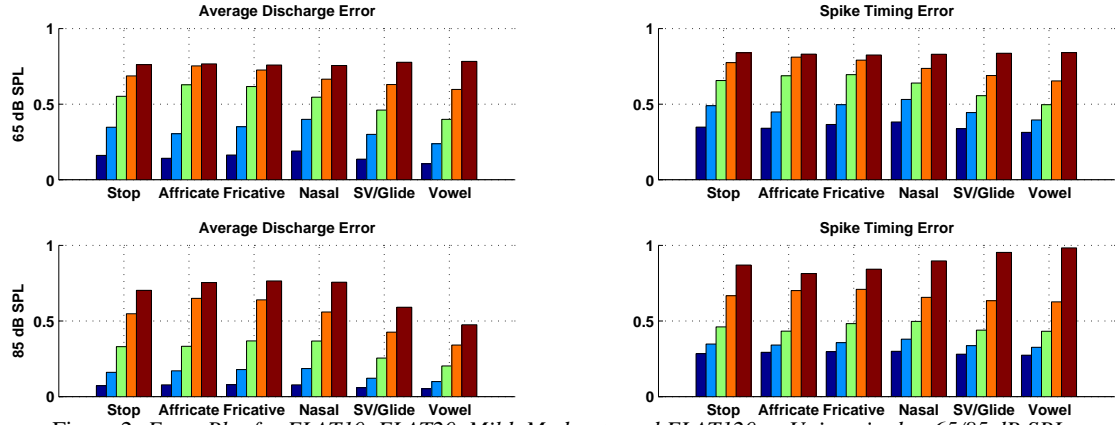 Average Discharge Error
Spike Timing Error
65 dB SPL
1
0.5
0
Stop Affricate Fricative Nasal SV/Glide Vowel
1
0.5
0
Stop Affricate Fricative Nasal SV/Glide Vowel
Average Discharge Error
Spike Timing Error
85 dB SPL
1
0.5
0
Stop Affricate Fricative Nasal SV/Glide Vowel
1
0.5
0
Stop Affricate Fricative Nasal SV/Glide Vowel